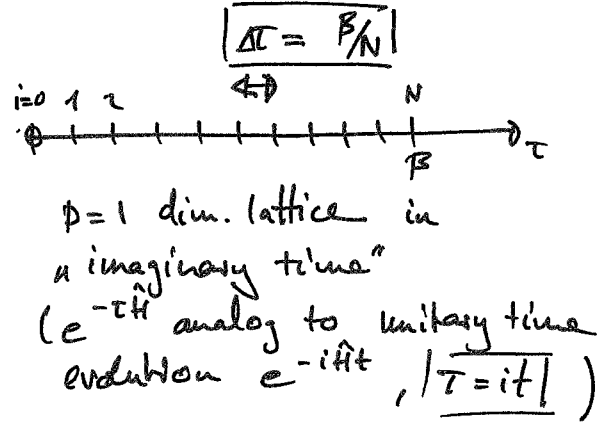 Δτ = β/N
i=0 1 2 N
τ
β
D=1 dim. lattice in
„imaginary time"
(e^{-τĤ} analog to unitary time
evolution e^{-iĤt}, τ = it)